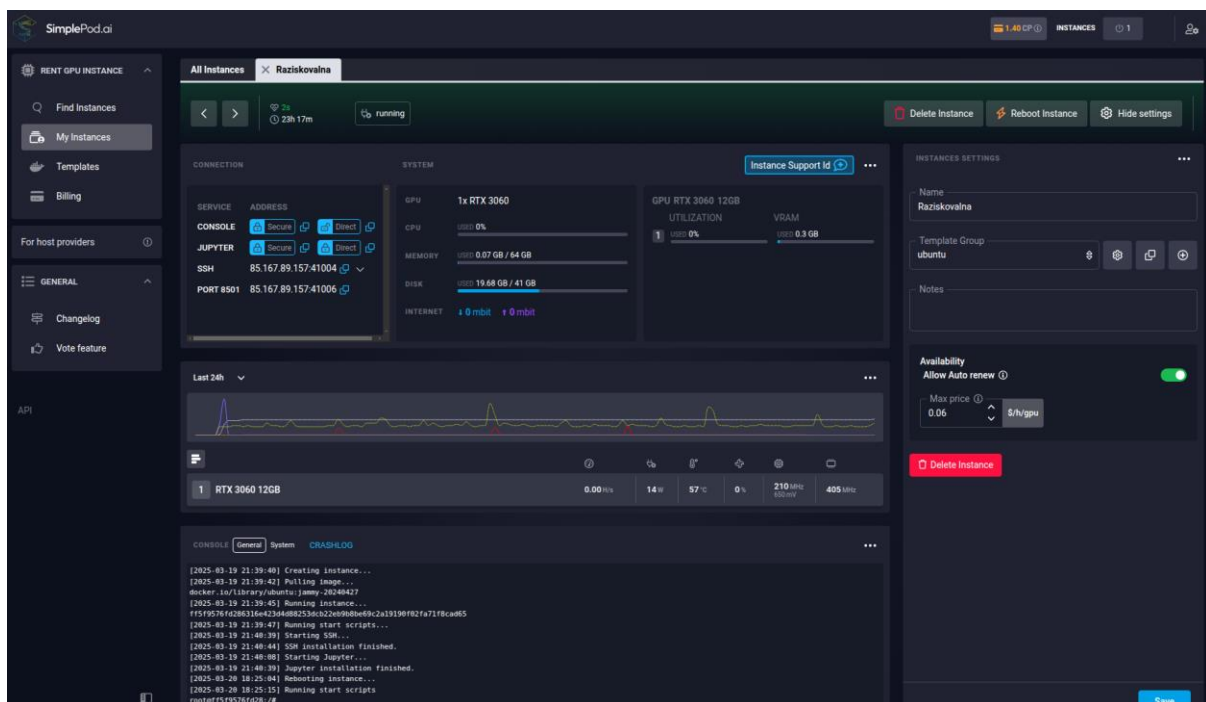 SimplePod.ai
1.40 CP
INSTANCES
1
RENT GPU INSTANCE
Find Instances
My Instances
Templates
Billing
For host providers
GENERAL
Changelog
Vote feature
API
All Instances
Raziskovalna
2s
23h 17m
running
Delete Instance
Reboot Instance
Hide settings
CONNECTION
SERVICE ADDRESS
CONSOLE Secure Direct
JUPYTER Secure Direct
SSH 85.167.89.157:41004
PORT 8501 85.167.89.157:41006
SYSTEM
Instance Support Id
GPU 1x RTX 3060
CPU USED 0%
MEMORY USED 0.07 GB / 64 GB
DISK USED 19.68 GB / 41 GB
INTERNET 0 mbit 0 mbit
GPU RTX 3060 12GB
UTILIZATION VRAM
1 USED 0% USED 0.3 GB
Last 24h
1 RTX 3060 12GB 0.00 H/s 14 W 57 °C 0 % 210 MHz 405 MHz
650 mV
CONSOLE General System CRASHLOG
[2025-03-19 21:39:40] Creating instance...
[2025-03-19 21:39:42] Pulling image...
docker.io/library/ubuntu:jammy-20240427
[2025-03-19 21:39:45] Running instance...
[2025-03-19 21:39:47] Running start scripts...
[2025-03-19 21:40:39] Starting SSH...
[2025-03-19 21:40:44] SSH installation finished.
[2025-03-19 21:40:08] Starting Jupyter...
[2025-03-19 21:40:39] Jupyter installation finished.
[2025-03-20 18:25:04] Rebooting instance...
[2025-03-20 18:25:15] Running start scripts
root@ff5f9576fd28:/#
INSTANCES SETTINGS
Name
Raziskovalna
Template Group
ubuntu
Notes
Availability
Allow Auto renew
Max price
0.06 $/h/gpu
Delete Instance
Save